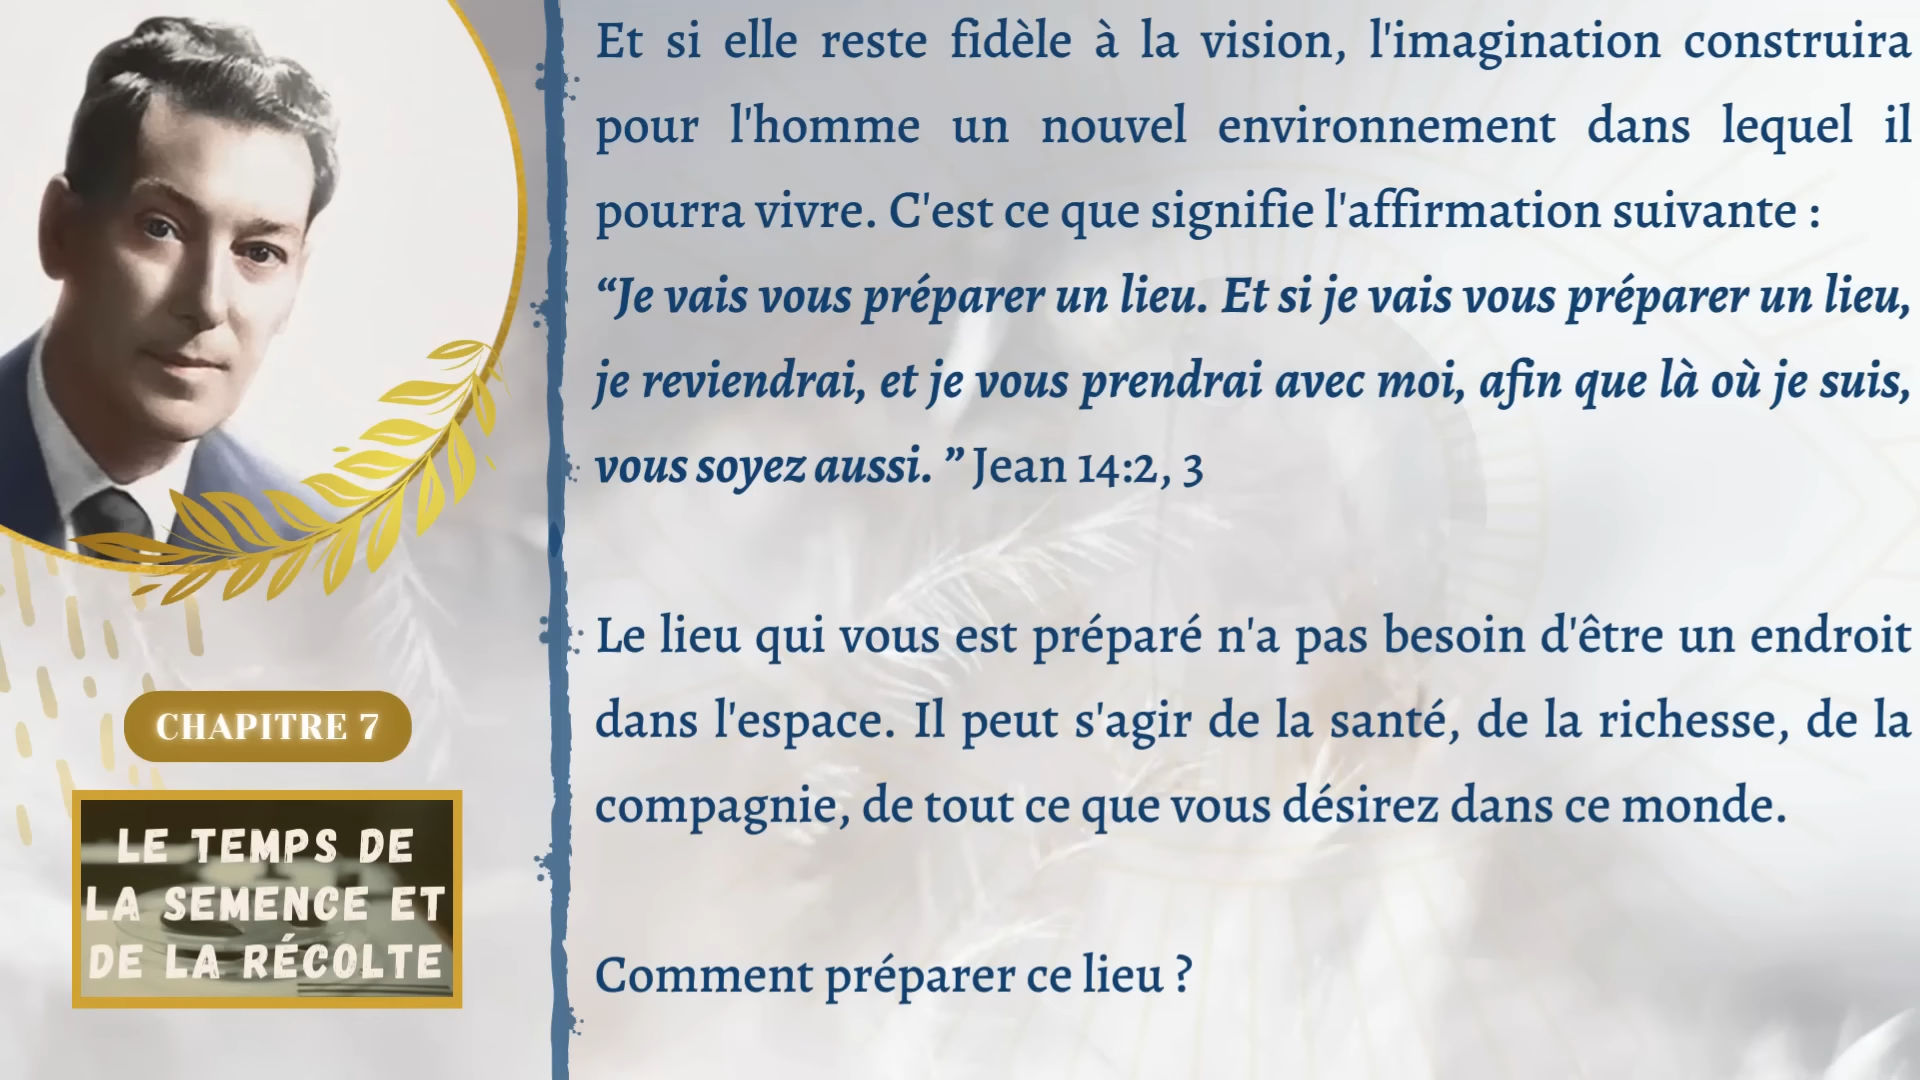 Et si elle reste fidèle à la vision, l'imagination construira
pour l'homme un nouvel environnement dans lequel il
pourra vivre. C'est ce que signifie l'affirmation suivante :
“Je vais vous préparer un lieu. Et si je vais vous préparer un lieu,
je reviendrai, et je vous prendrai avec moi, afin que là où je suis,
vous soyez aussi. ” Jean 14:2, 3
Le lieu qui vous est préparé n'a pas besoin d'être un endroit
dans l'espace. Il peut s'agir de la santé, de la richesse, de la
compagnie, de tout ce que vous désirez dans ce monde.
Comment préparer ce lieu ?
CHAPITRE 7
LE TEMPS DE
LA SEMENCE ET
DE LA RÉCOLTE